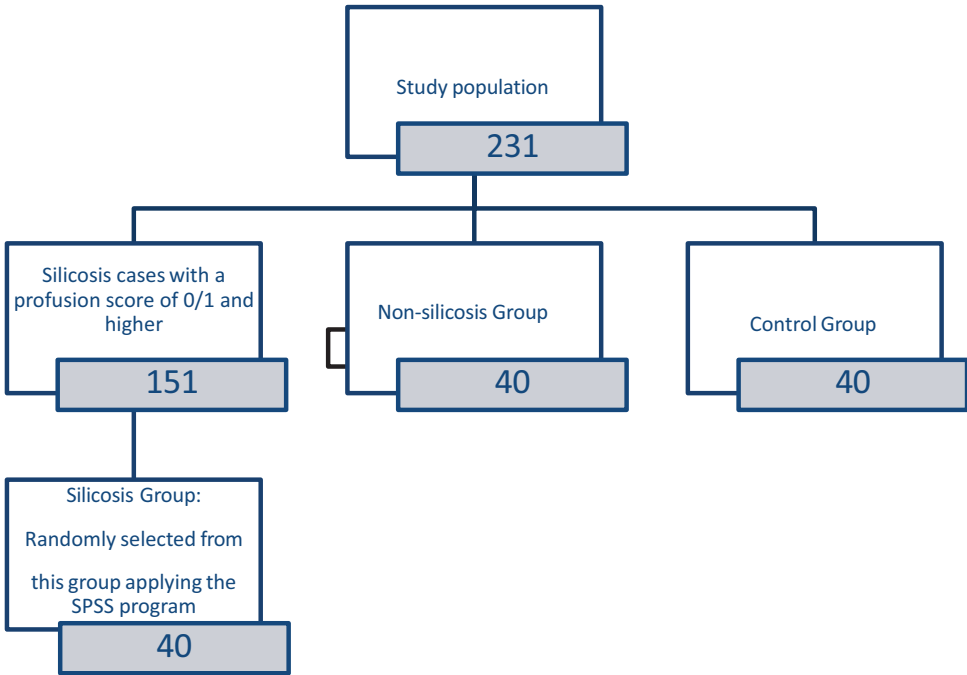 Study population
231
Silicosis cases with a
profusion score of 0/1 and
higher
151
Non-silicosis Group
40
Control Group
40
Silicosis Group:
Randomly selected from
this group applying the
SPSS program
40